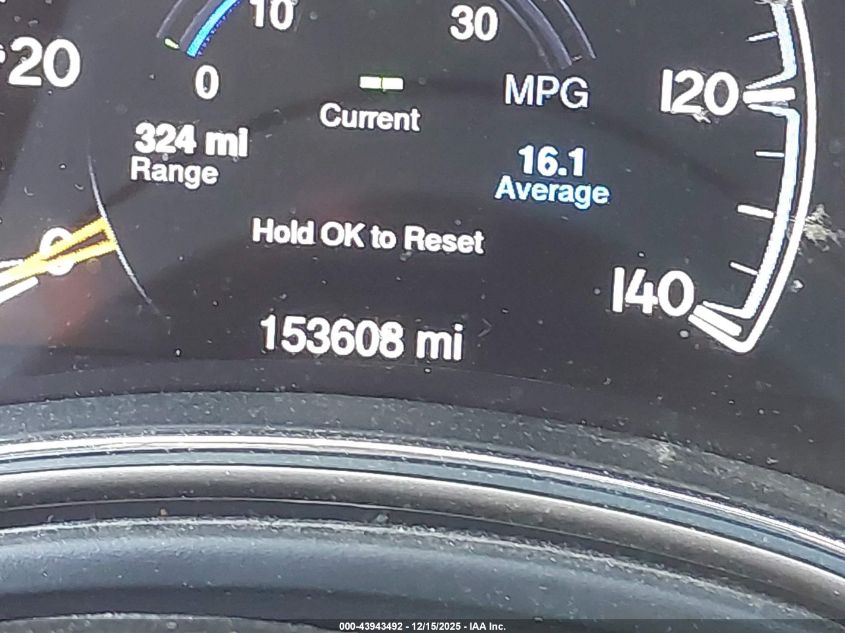 10
30
20
0
120
MPG
Current
324 mi
Range
16.1
Average
0
Hold OK to Reset
140
153608 mi
000-43943492 - 12/15/2025 - IAA Inc.